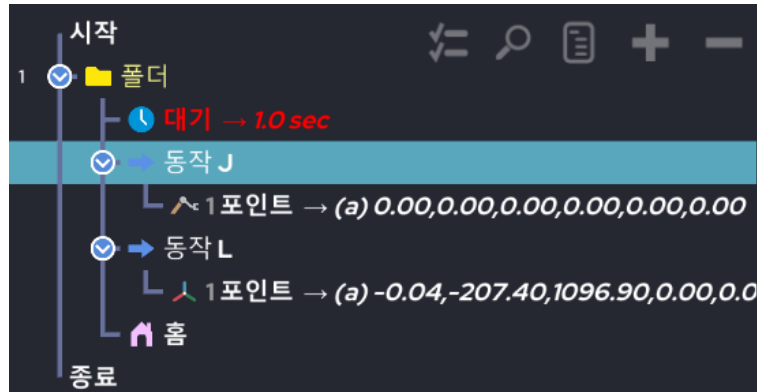 시작
1 폴더
대기 → 1.0 sec
동작 J
1 포인트 → (a) 0.00,0.00,0.00,0.00,0.00,0.00
동작 L
1 포인트 → (a) -0.04,-207.40,1096.90,0.00,0.0
홈
종료